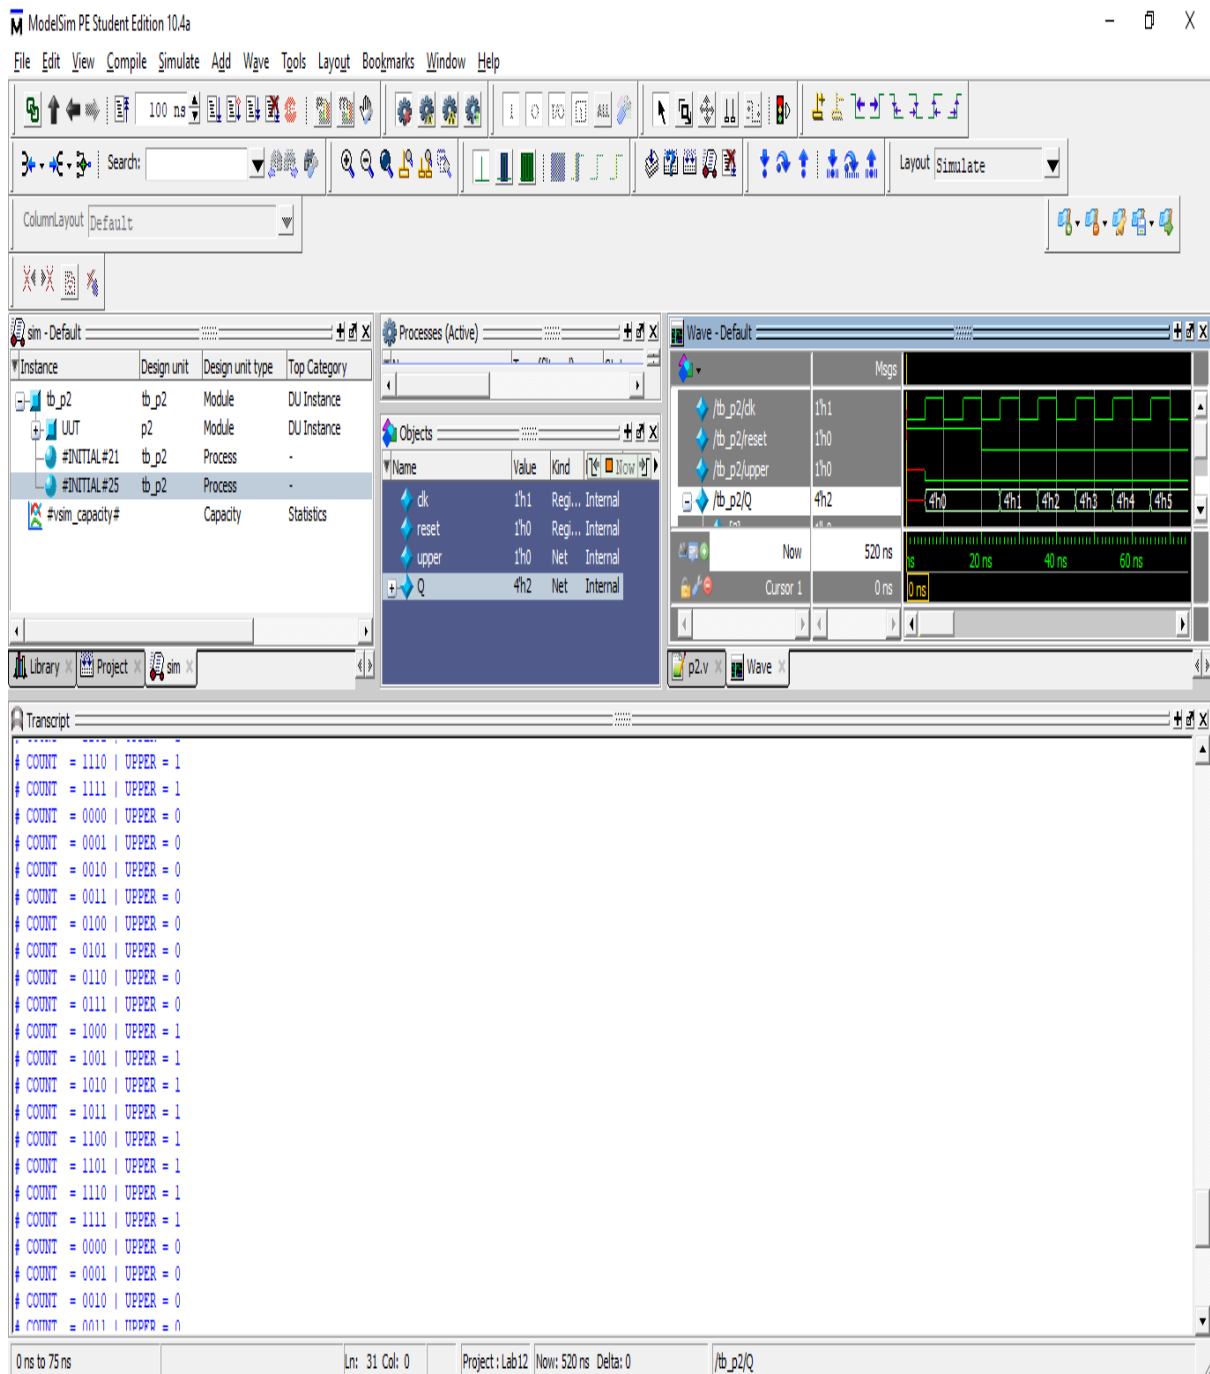 ModelSim PE Student Edition 10.4a
File Edit View Compile Simulate Add Wave Tools Layout Bookmarks Window Help
100 ns
ALL
Search:
Layout Simulate
ColumnLayout Default
sim - Default
Instance Design unit Design unit type Top Category
tb_p2 tb_p2 Module DU Instance
UUT p2 Module DU Instance
#INITIAL#21 tb_p2 Process -
#INITIAL#25 tb_p2 Process -
#vsim_capacity# Capacity Statistics
Library Project sim
Processes (Active)
Objects
Name Value Kind Now
clk 1'h1 Regi... Internal
reset 1'h0 Regi... Internal
upper 1'h0 Net Internal
Q 4'h2 Net Internal
Wave - Default
Msgs
/tb_p2/clk 1'h1
/tb_p2/reset 1'h0
/tb_p2/upper 1'h0
/tb_p2/Q 4'h2 4'h0 4'h1 4'h2 4'h3 4'h4 4'h5
Now 520 ns ns 20 ns 40 ns 60 ns
Cursor 1 0 ns 0 ns
p2.v Wave
Transcript
# COUNT = 1110 | UPPER = 1
# COUNT = 1111 | UPPER = 1
# COUNT = 0000 | UPPER = 0
# COUNT = 0001 | UPPER = 0
# COUNT = 0010 | UPPER = 0
# COUNT = 0011 | UPPER = 0
# COUNT = 0100 | UPPER = 0
# COUNT = 0101 | UPPER = 0
# COUNT = 0110 | UPPER = 0
# COUNT = 0111 | UPPER = 0
# COUNT = 1000 | UPPER = 1
# COUNT = 1001 | UPPER = 1
# COUNT = 1010 | UPPER = 1
# COUNT = 1011 | UPPER = 1
# COUNT = 1100 | UPPER = 1
# COUNT = 1101 | UPPER = 1
# COUNT = 1110 | UPPER = 1
# COUNT = 1111 | UPPER = 1
# COUNT = 0000 | UPPER = 0
# COUNT = 0001 | UPPER = 0
# COUNT = 0010 | UPPER = 0
# COUNT = 0011 | UPPER = 0
0 ns to 75 ns Ln: 31 Col: 0 Project : Lab12 Now: 520 ns Delta: 0 /tb_p2/Q